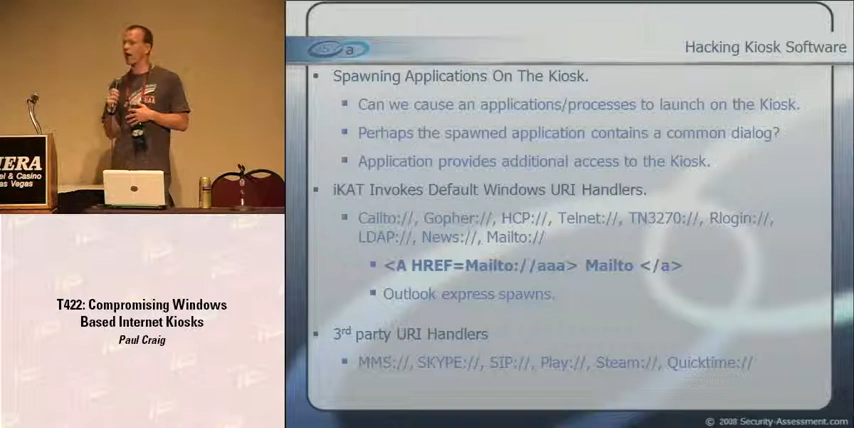 IERA
el & Casino
as Vegas
T422: Compromising Windows
Based Internet Kiosks
Paul Craig
Hacking Kiosk Software
Spawning Applications On The Kiosk.
Can we cause an applications/processes to launch on the Kiosk.
Perhaps the spawned application contains a common dialog?
Application provides additional access to the Kiosk.
iKAT Invokes Default Windows URI Handlers.
Callto://, Gopher://, HCP://, Telnet://, TN3270://, Rlogin://,
LDAP://, News://, Mailto://
<A HREF=Mailto://aaa> Mailto </a>
Outlook express spawns.
3rd party URI Handlers
MMS://, SKYPE://, SIP://, Play://, Steam://, Quicktime://
© 2008 Security-Assessment.com